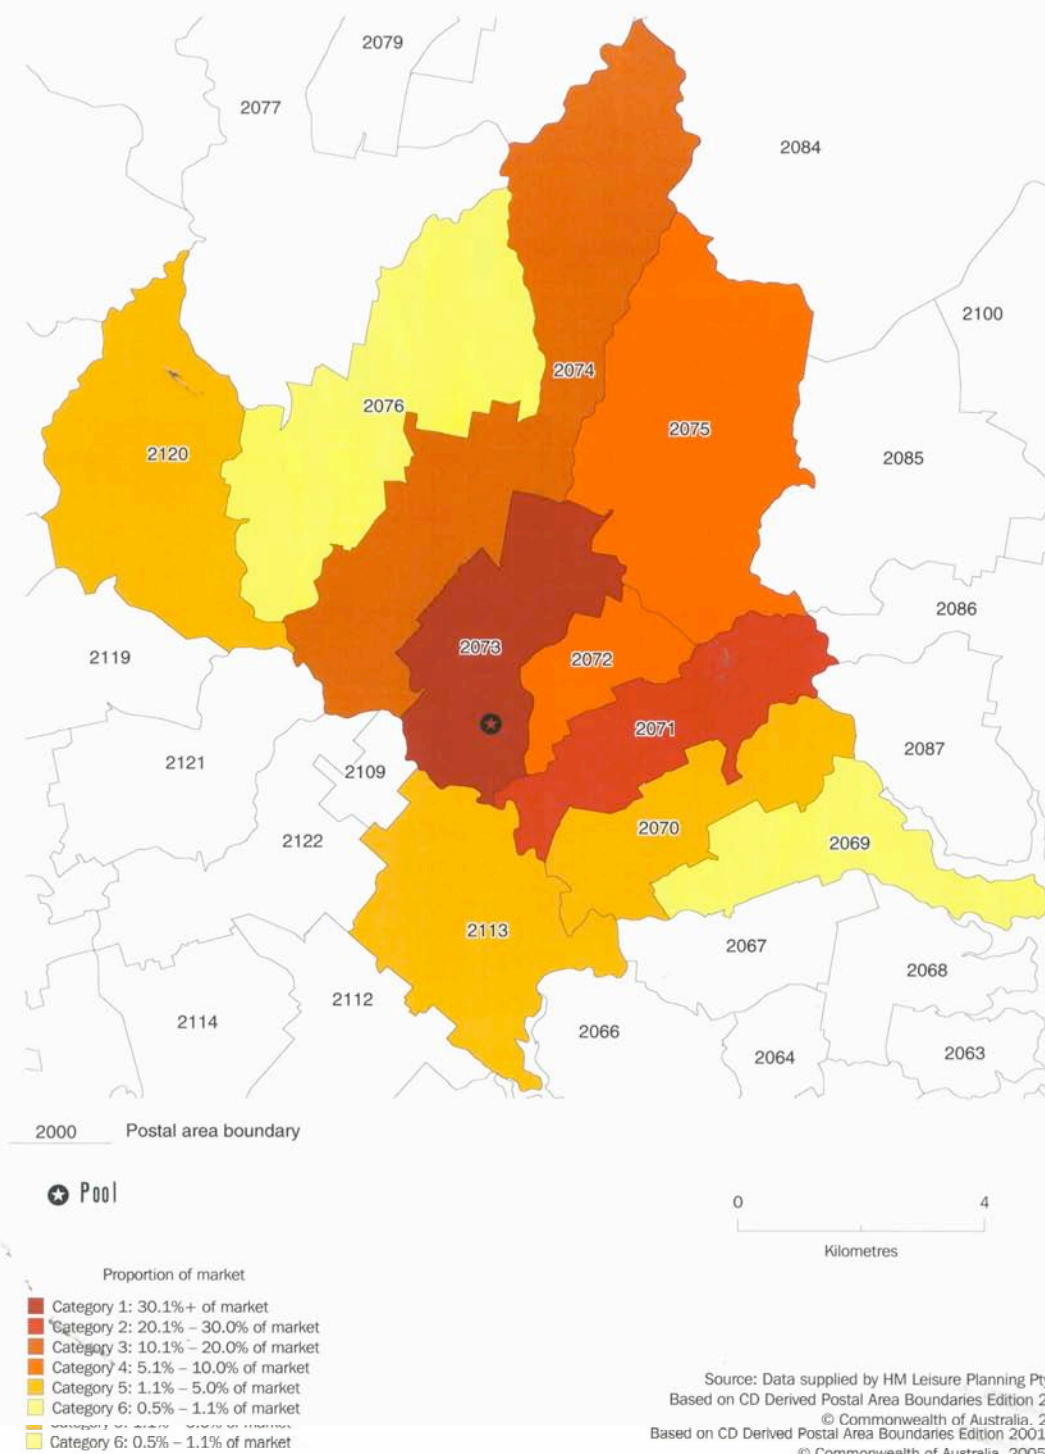 2079
2077
2084
2100
2074
2076
2075
2120
2085
2086
2073
2119
2072
2071
2087
2121
2109
2070
2122
2069
2113
2067
2068
2112
2114
2066
2064
2063
2000 Postal area boundary
Pool
0 4
Kilometres
Proportion of market
Category 1: 30.1%+ of market
Category 2: 20.1% – 30.0% of market
Category 3: 10.1% – 20.0% of market
Category 4: 5.1% – 10.0% of market
Category 5: 1.1% – 5.0% of market
Category 6: 0.5% – 1.1% of market
Category 6: 0.5% – 1.1% of market
Source: Data supplied by HM Leisure Planning Pty
Based on CD Derived Postal Area Boundaries Edition 2
© Commonwealth of Australia, 2
Based on CD Derived Postal Area Boundaries Edition 2001
© Commonwealth of Australia, 2005